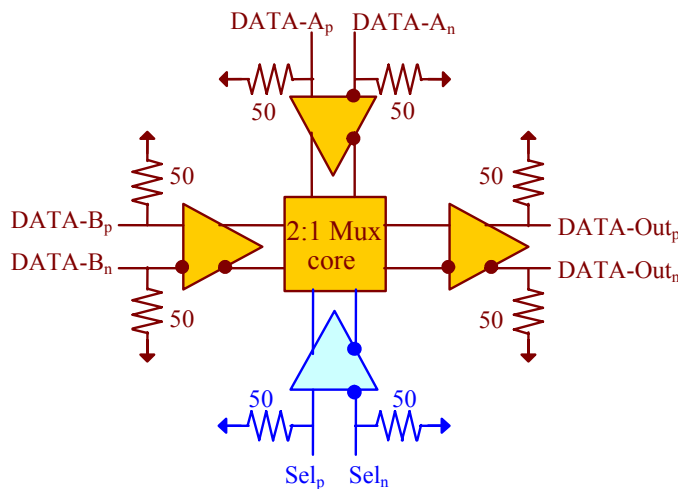 DATA-Ap DATA-An
50 50
50 50
DATA-Bp DATA-Outp
2:1 Mux
core
DATA-Bn DATA-Outn
50 50
50 50
Selp Seln